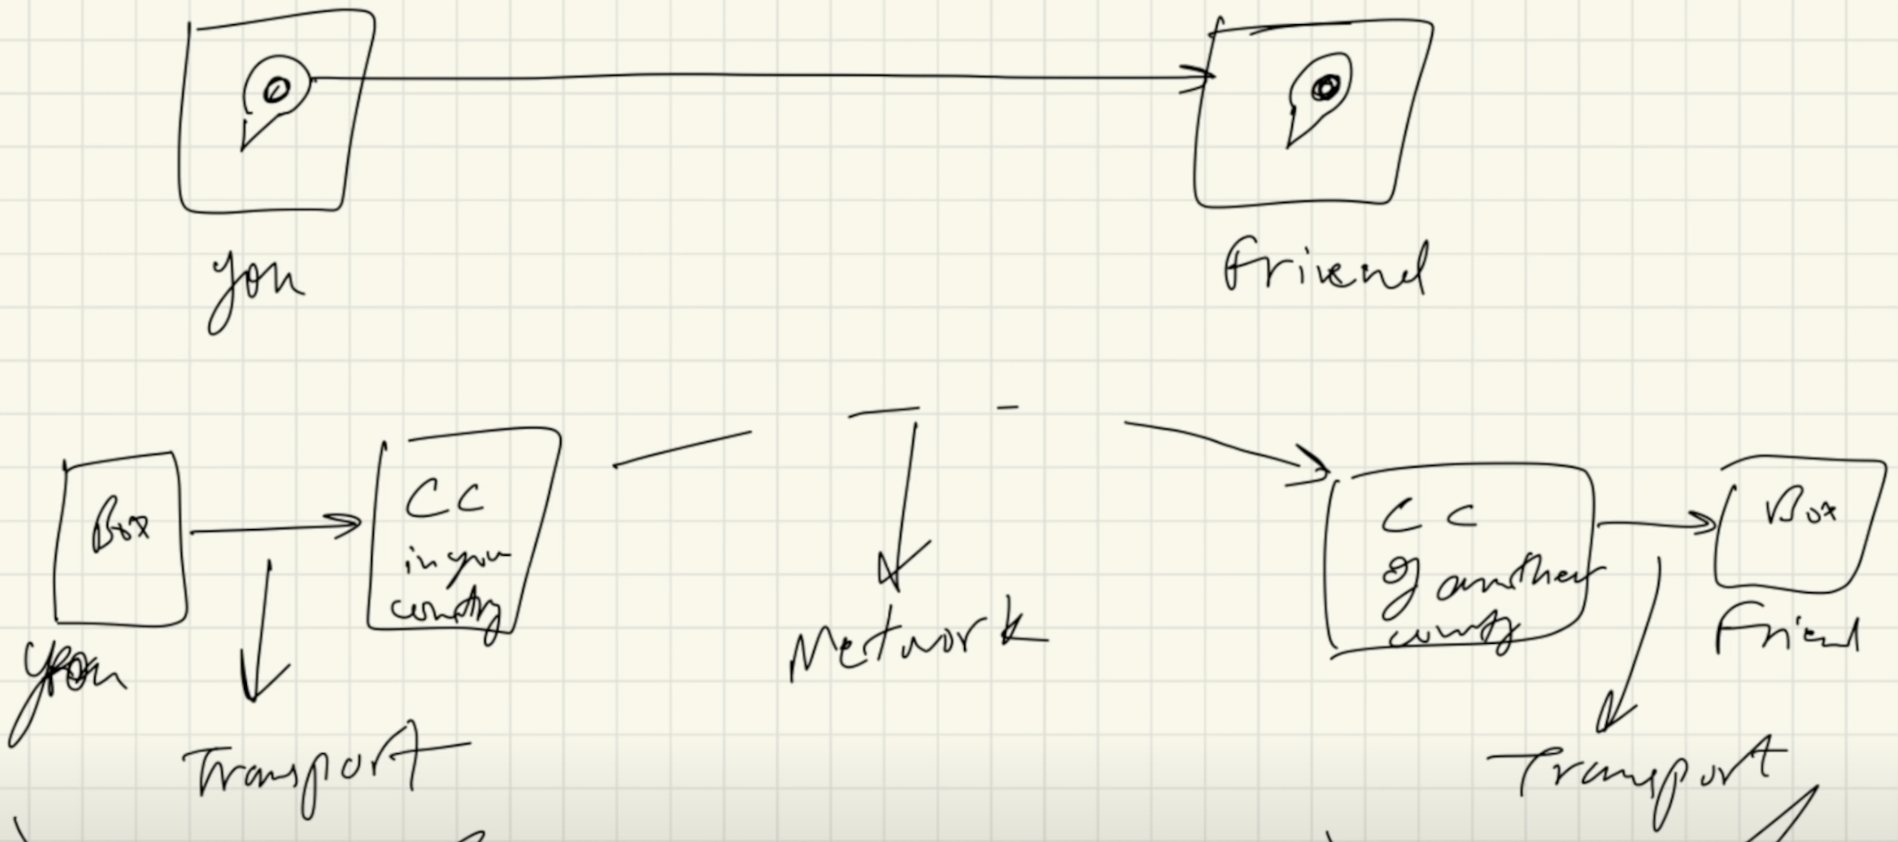 you
Friend
Box
CC
in your
country
CC
of another
country
Box
you
Network
Friend
Transport
Transport